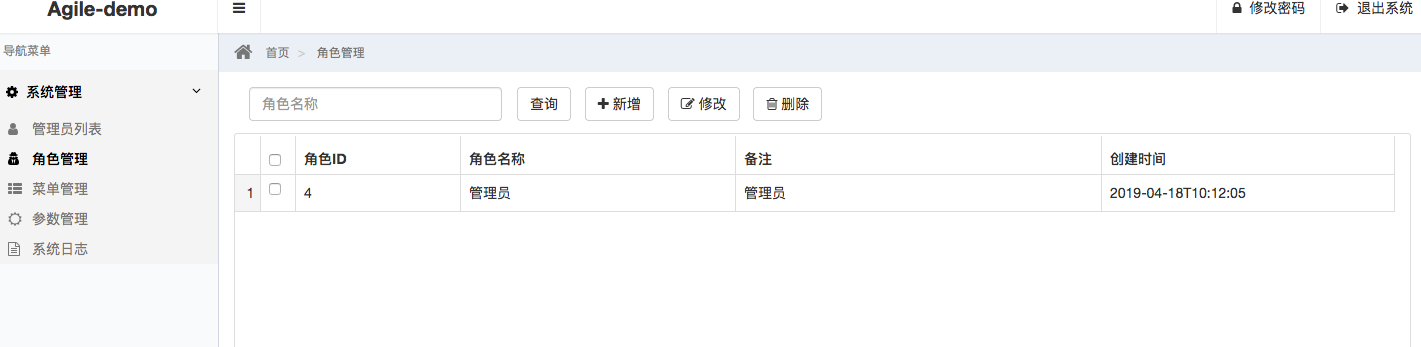 Agile-demo
修改密码
退出系统
导航菜单
首页 > 角色管理
系统管理
管理员列表
角色管理
菜单管理
参数管理
系统日志
角色名称
查询
新增
修改
删除
角色ID 角色名称 备注 创建时间
1 4 管理员 管理员 2019-04-18T10:12:05